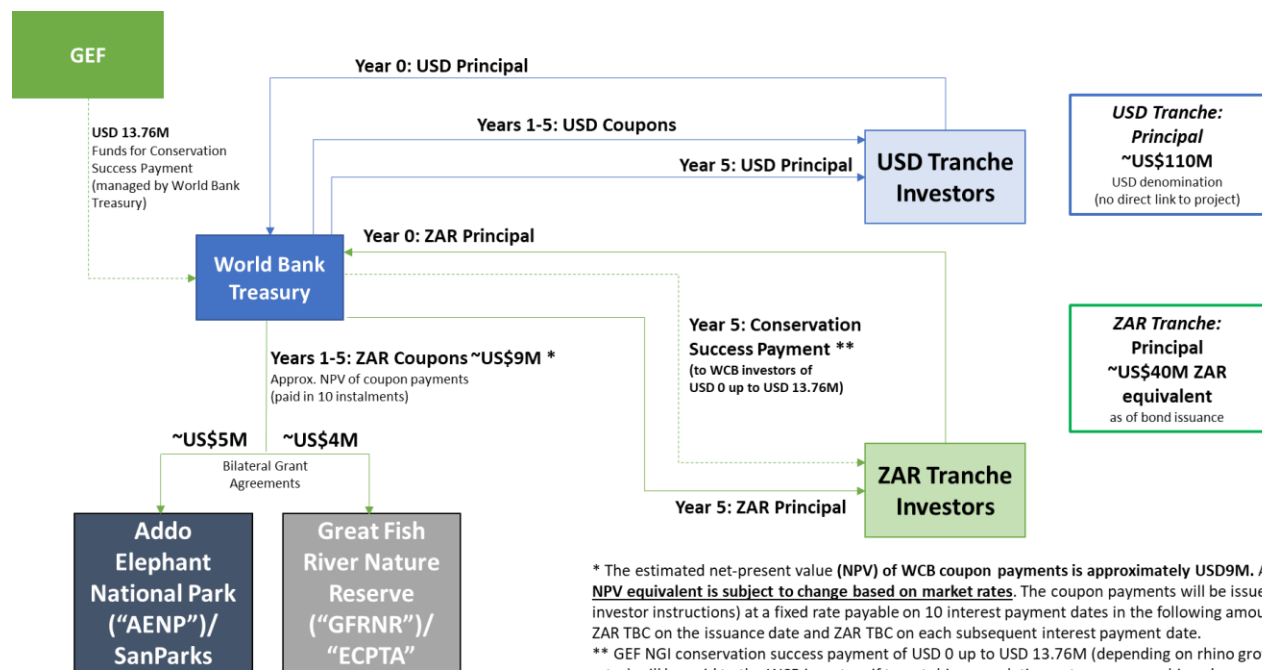 GEF
Year 0: USD Principal
USD 13.76M
Funds for Conservation
Success Payment
(managed by World Bank
Treasury)
Years 1-5: USD Coupons
Year 5: USD Principal
USD Tranche
Investors
USD Tranche:
Principal
~US$110M
USD denomination
(no direct link to project)
Year 0: ZAR Principal
World Bank
Treasury
Year 5: Conservation
Success Payment **
(to WCB investors of
USD 0 up to USD 13.76M)
ZAR Tranche:
Principal
~US$40M ZAR
equivalent
as of bond issuance
Years 1-5: ZAR Coupons ~US$9M *
Approx. NPV of coupon payments
(paid in 10 instalments)
~US$5M
~US$4M
Bilateral Grant
Agreements
ZAR Tranche
Investors
Year 5: ZAR Principal
Addo
Elephant
National Park
("AENP")/
SanParks
Great Fish
River Nature
Reserve
("GFRNR")/
"ECPTA"
* The estimated net-present value (NPV) of WCB coupon payments is approximately USD9M.
NPV equivalent is subject to change based on market rates. The coupon payments will be
investor instructions) at a fixed rate payable on 10 interest payment dates in the following
ZAR TBC on the issuance date and ZAR TBC on each subsequent interest payment date.
** GEF NGI conservation success payment of USD 0 up to USD 13.76M (depending on rhino